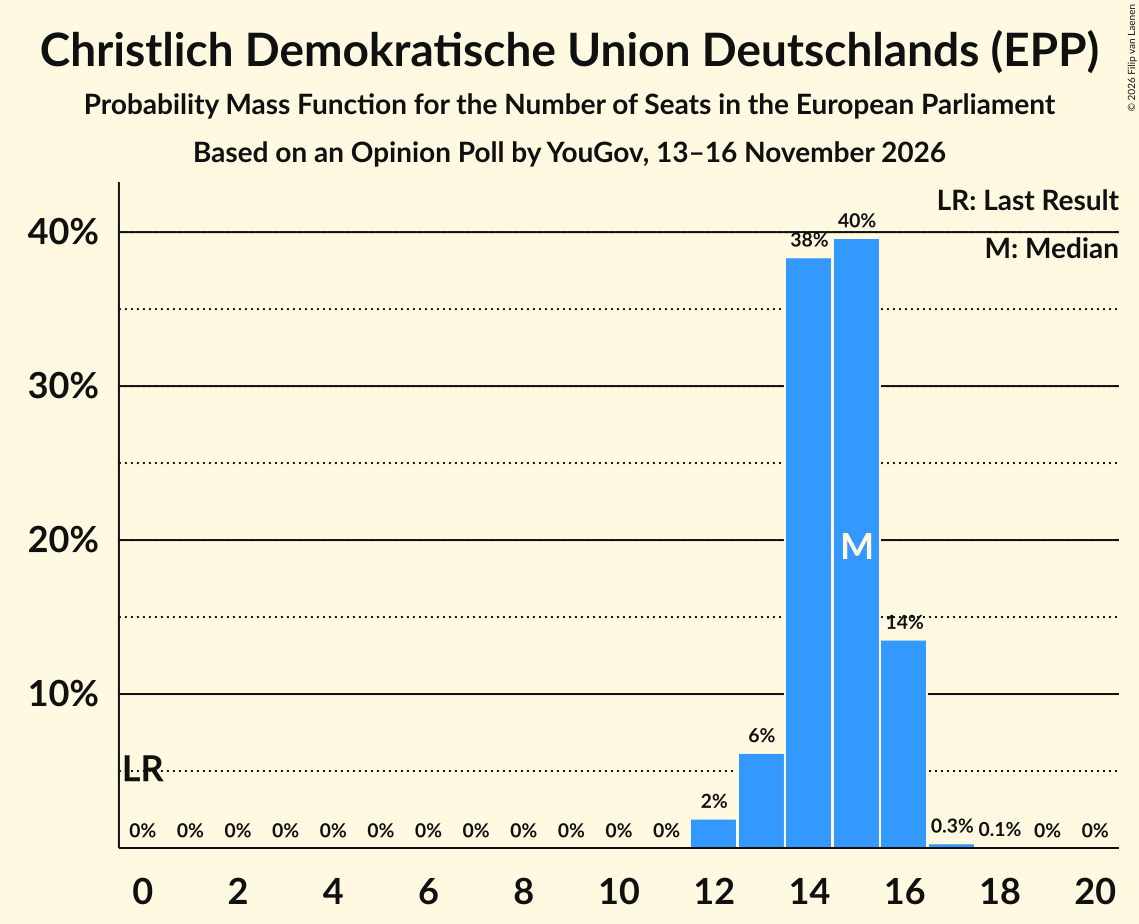 Christlich Demokratische Union Deutschlands (EPP)
Probability Mass Function for the Number of Seats in the European Parliament
Based on an Opinion Poll by YouGov, 13–16 November 2026
© 2026 Filip van Laenen
LR: Last Result
M: Median
40%
30%
20%
10%
LR
M
0% 0% 0% 0% 0% 0% 0% 0% 0% 0% 0% 0% 2% 6% 38% 40% 14% 0.3% 0.1% 0% 0%
0 2 4 6 8 10 12 14 16 18 20